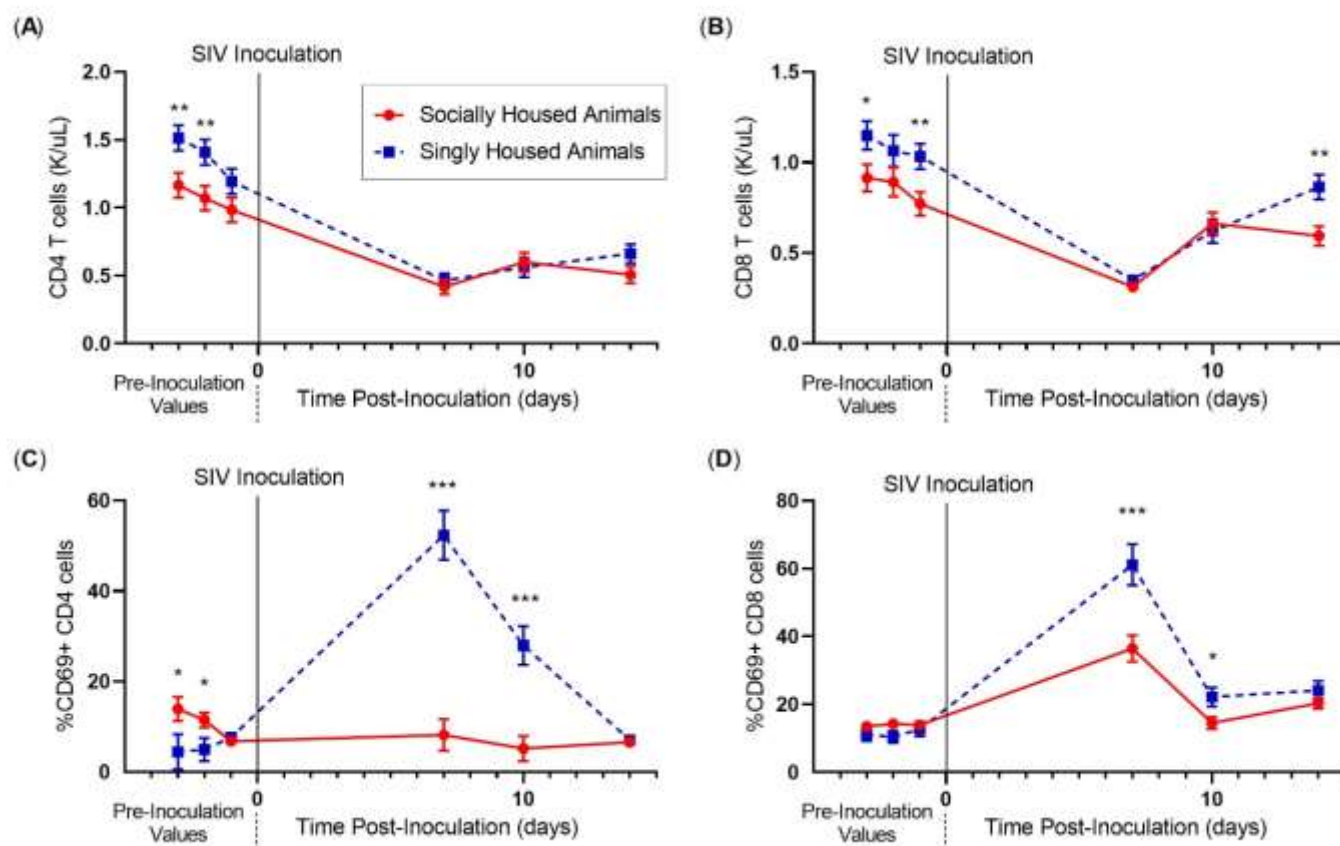 (A)
SIV Inoculation
2.0
1.5
1.0
0.5
0.0
CD4 T cells (K/uL)
**
**
Socially Housed Animals
Singly Housed Animals
0
10
Pre-Inoculation
Values
Time Post-Inoculation (days)
(B)
SIV Inoculation
1.5
1.0
0.5
0.0
CD8 T cells (K/uL)
*
**
**
0
10
Pre-Inoculation
Values
Time Post-Inoculation (days)
(C)
SIV Inoculation
60
40
20
0
%CD69+ CD4 cells
*
*
***
***
0
10
Pre-Inoculation
Values
Time Post-Inoculation (days)
(D)
SIV Inoculation
80
60
40
20
0
%CD69+ CD8 cells
***
*
0
10
Pre-Inoculation
Values
Time Post-Inoculation (days)